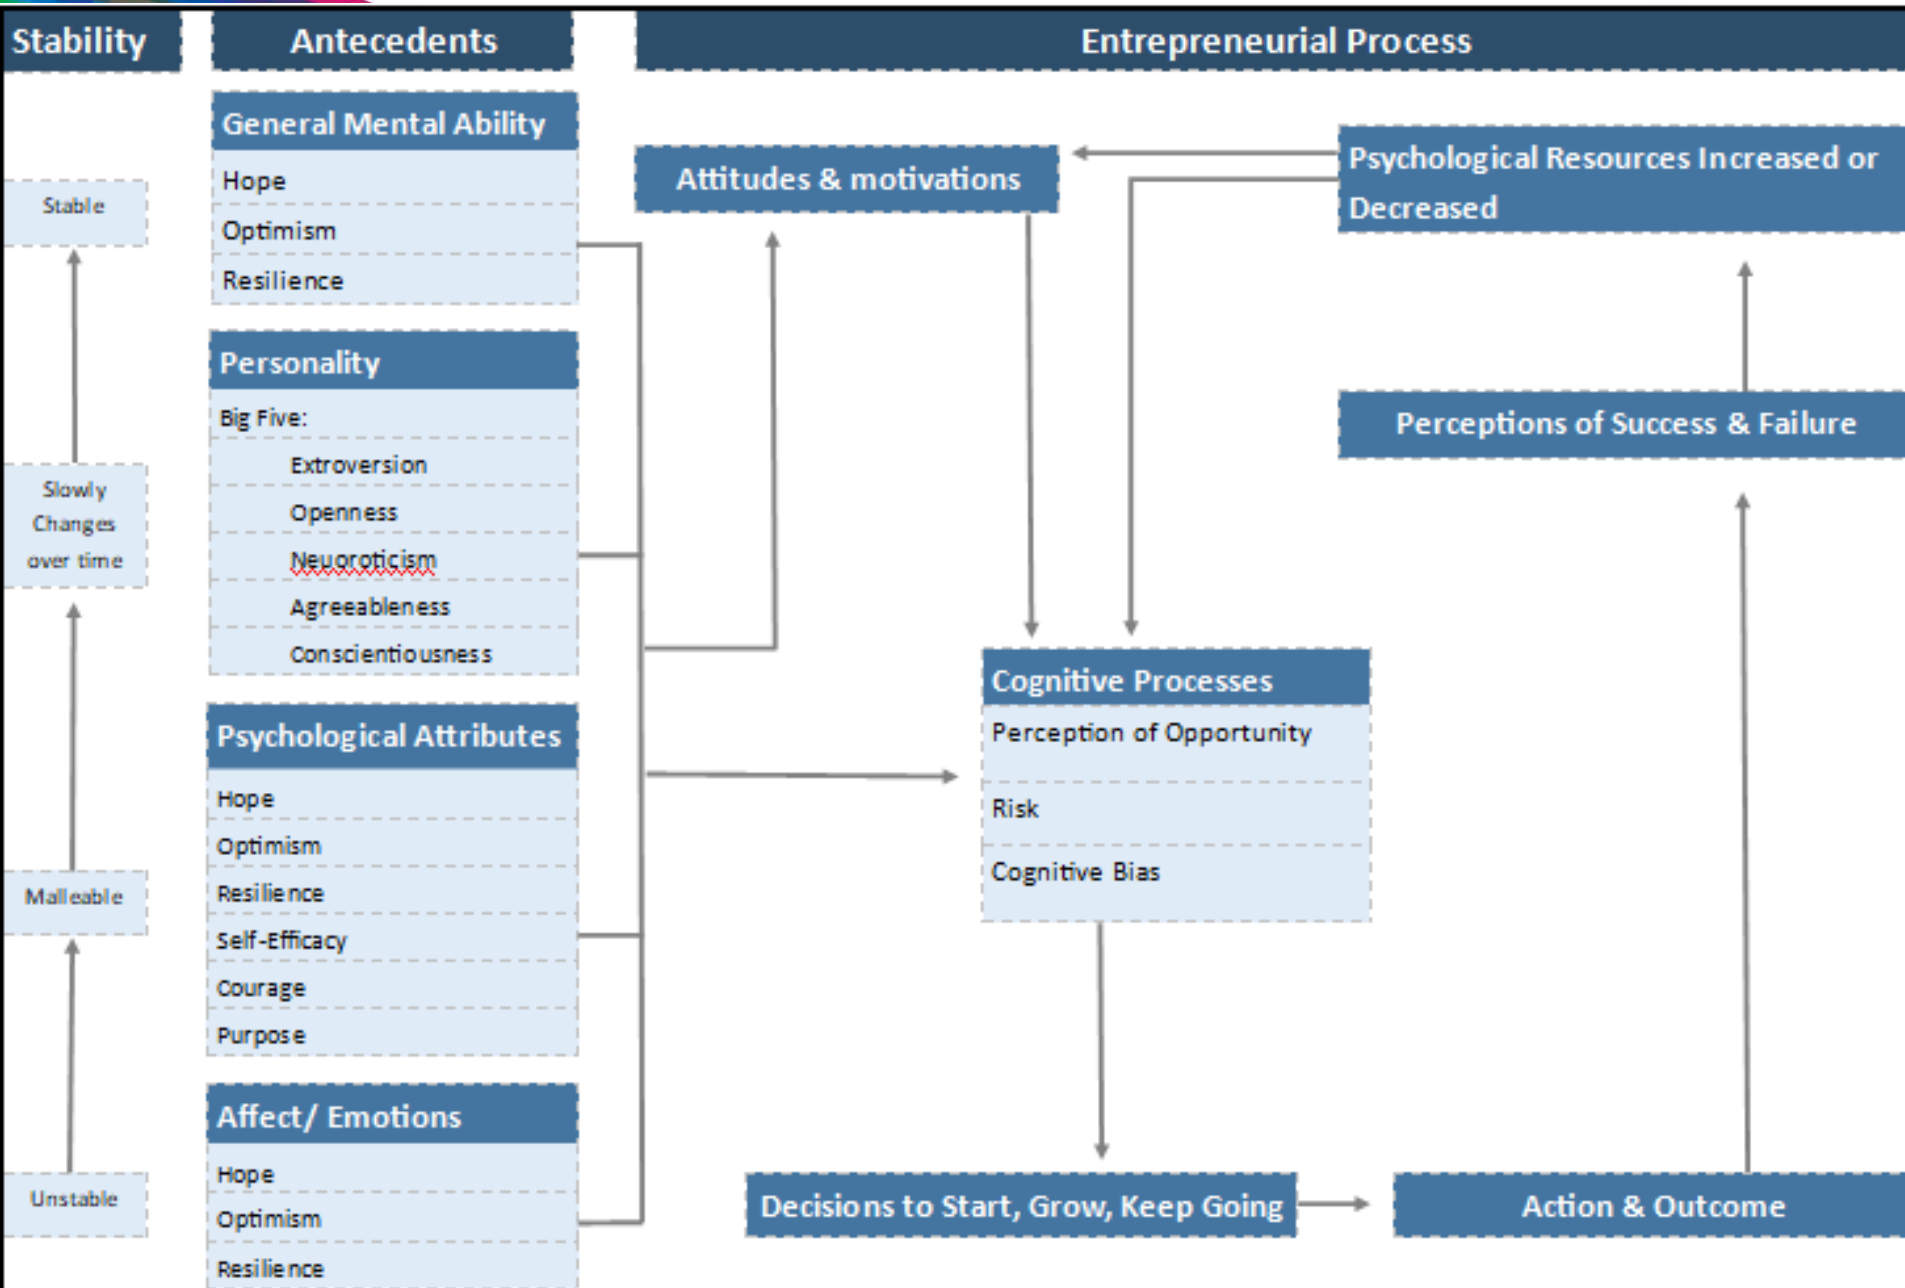 Stability
Antecedents
Entrepreneurial Process
Stable
Slowly
Changes
over time
Malleable
Unstable
General Mental Ability
Hope
Optimism
Resilience
Personality
Big Five:
Extroversion
Openness
Neuoroticism
Agreeableness
Conscientiousness
Psychological Attributes
Hope
Optimism
Resilience
Self-Efficacy
Courage
Purpose
Affect/ Emotions
Hope
Optimism
Resilience
Attitudes & motivations
Psychological Resources Increased or
Decreased
Perceptions of Success & Failure
Cognitive Processes
Perception of Opportunity
Risk
Cognitive Bias
Decisions to Start, Grow, Keep Going
Action & Outcome